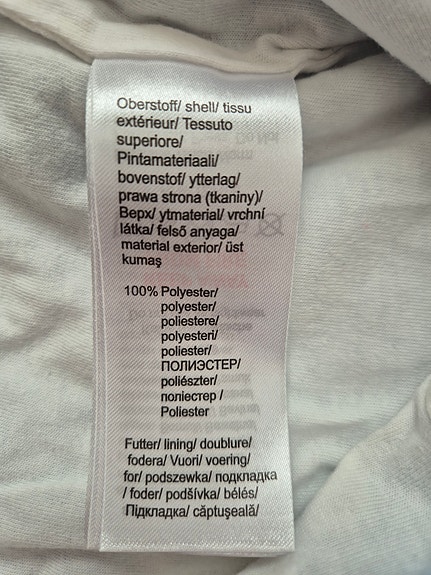 Oberstoff/ shell/ tissu
extérieur/ Tessuto
superiore/
Pintamateriaali/
bovenstof/ ytterlag/
prawa strona (tkaniny)/
Верх/ ytmaterial/ vrchní
látka/ felső anyaga/
material exterior/ üst
kumaş
100% Polyester/
polyester/
poliestere/
polyesteri/
poliester/
ПОЛИЭСТЕР/
poliészter/
поліестер /
Poliester
Futter/ lining/ doublure/
fodera/ Vuori/ voering/
for/ podszewka/ подкладка
/ foder/ podšívka/ bélés/
Підкладка/ căptușeală/